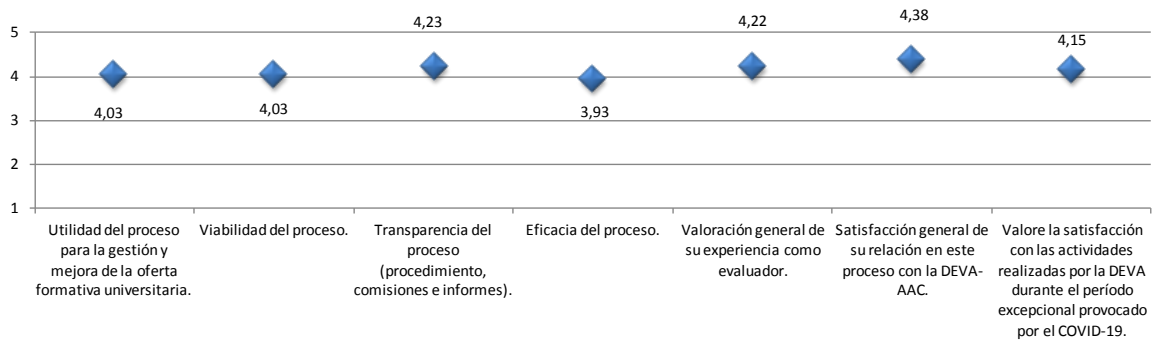 5
4
3
2
1
4,03
4,03
4,23
3,93
4,22
4,38
4,15
Utilidad del proceso
para la gestión y
mejora de la oferta
formativa universitaria.
Viabilidad del proceso.
Transparencia del
proceso
(procedimiento,
comisiones e informes).
Eficacia del proceso.
Valoración general de
su experiencia como
evaluador.
Satisfacción general de
su relación en este
proceso con la DEVA-
AAC.
Valore la satisfacción
con las actividades
realizadas por la DEVA
durante el período
excepcional provocado
por el COVID-19.